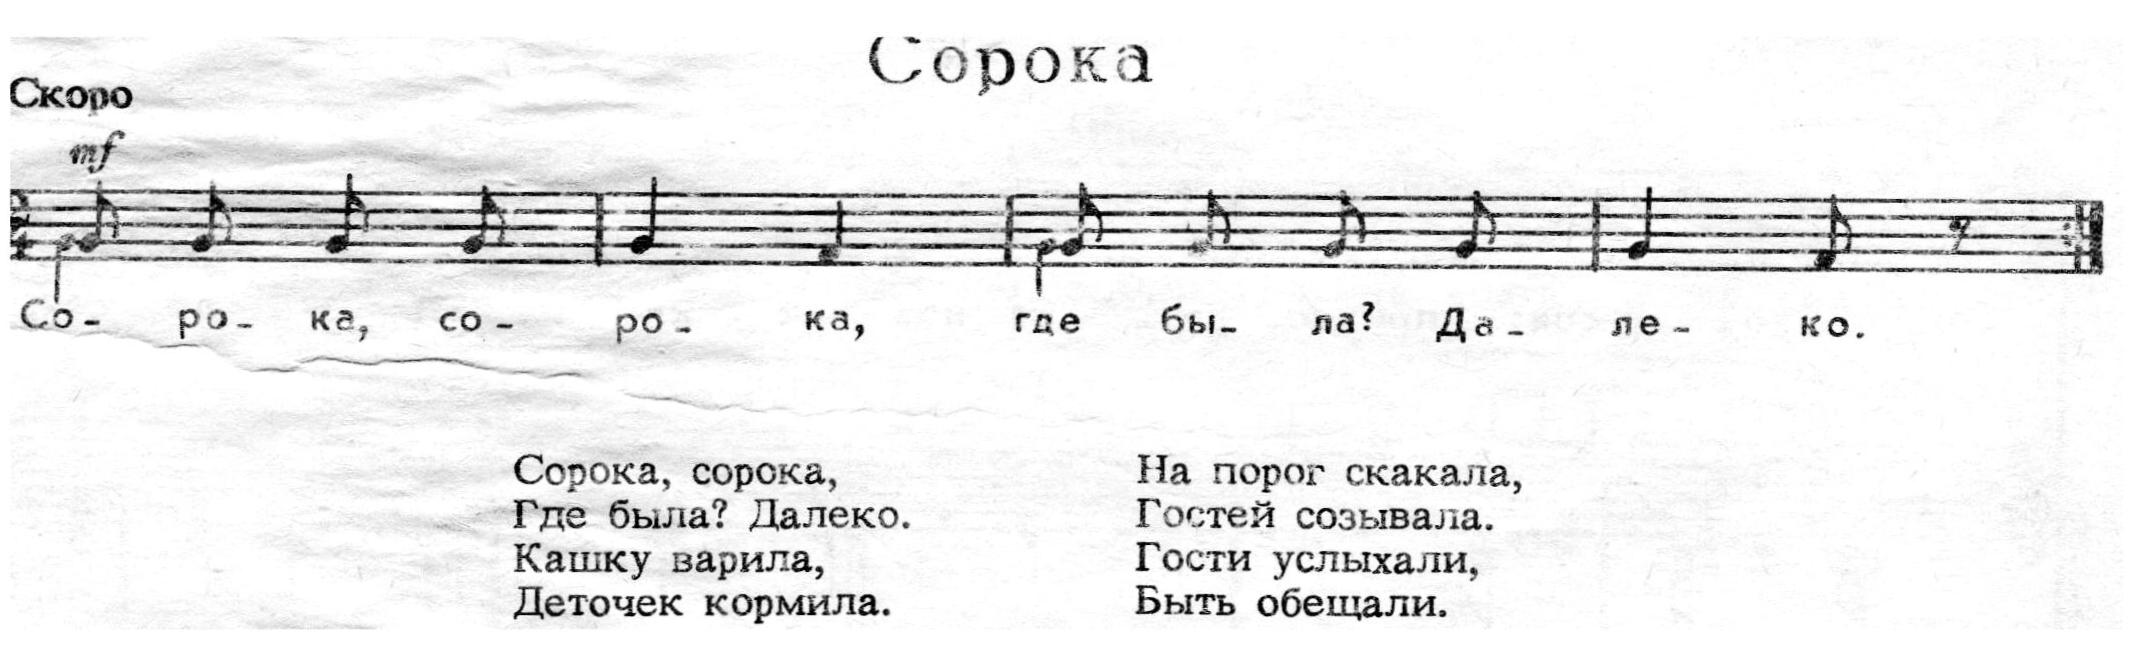 Сорока
Скоро
mf
Со- ро- ка, со- ро- ка, где бы- ла? Да- ле- ко.
Сорока, сорока,
Где была? Далеко.
Кашку варила,
Деточек кормила.
На порог скакала,
Гостей созывала.
Гости услыхали,
Быть обещали.